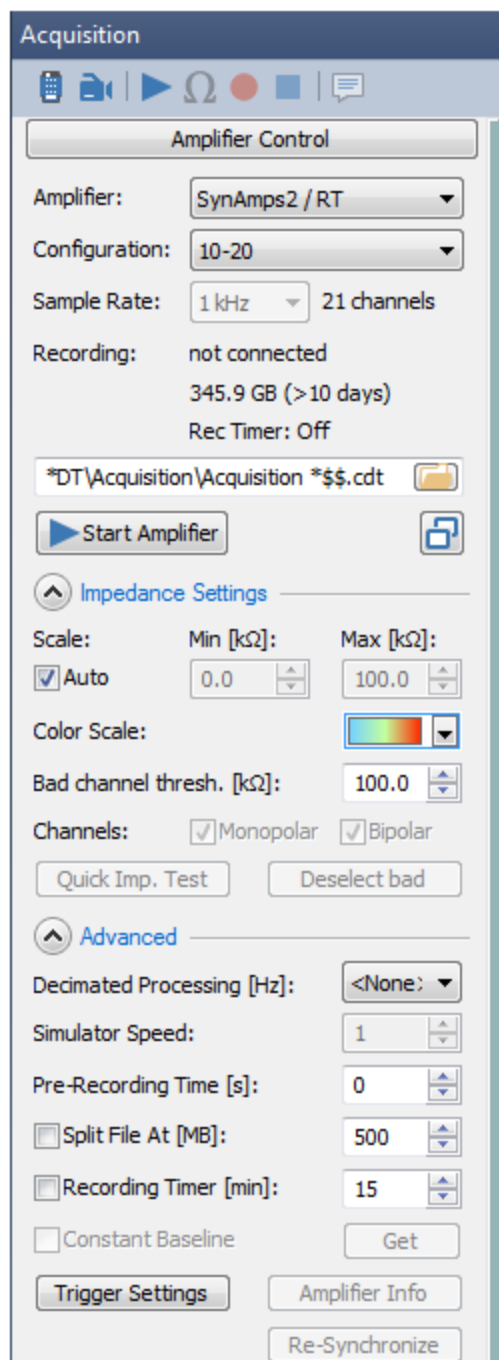 Acquisition
Amplifier Control
Amplifier: SynAmps2 / RT
Configuration: 10-20
Sample Rate: 1 kHz 21 channels
Recording: not connected
345.9 GB (>10 days)
Rec Timer: Off
*DT\Acquisition\Acquisition *$$.cdt
Start Amplifier
Impedance Settings
Scale: Min [kΩ]: Max [kΩ]:
Auto 0.0 100.0
Color Scale:
Bad channel thresh. [kΩ]: 100.0
Channels: Monopolar Bipolar
Quick Imp. Test Deselect bad
Advanced
Decimated Processing [Hz]: <None>
Simulator Speed: 1
Pre-Recording Time [s]: 0
Split File At [MB]: 500
Recording Timer [min]: 15
Constant Baseline Get
Trigger Settings Amplifier Info
Re-Synchronize